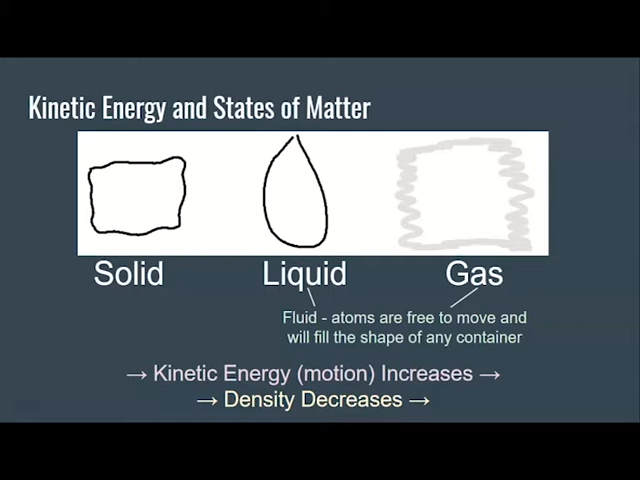 Kinetic Energy and States of Matter
Solid
Liquid
Gas
Fluid - atoms are free to move and
will fill the shape of any container
→ Kinetic Energy (motion) Increases →
→ Density Decreases →